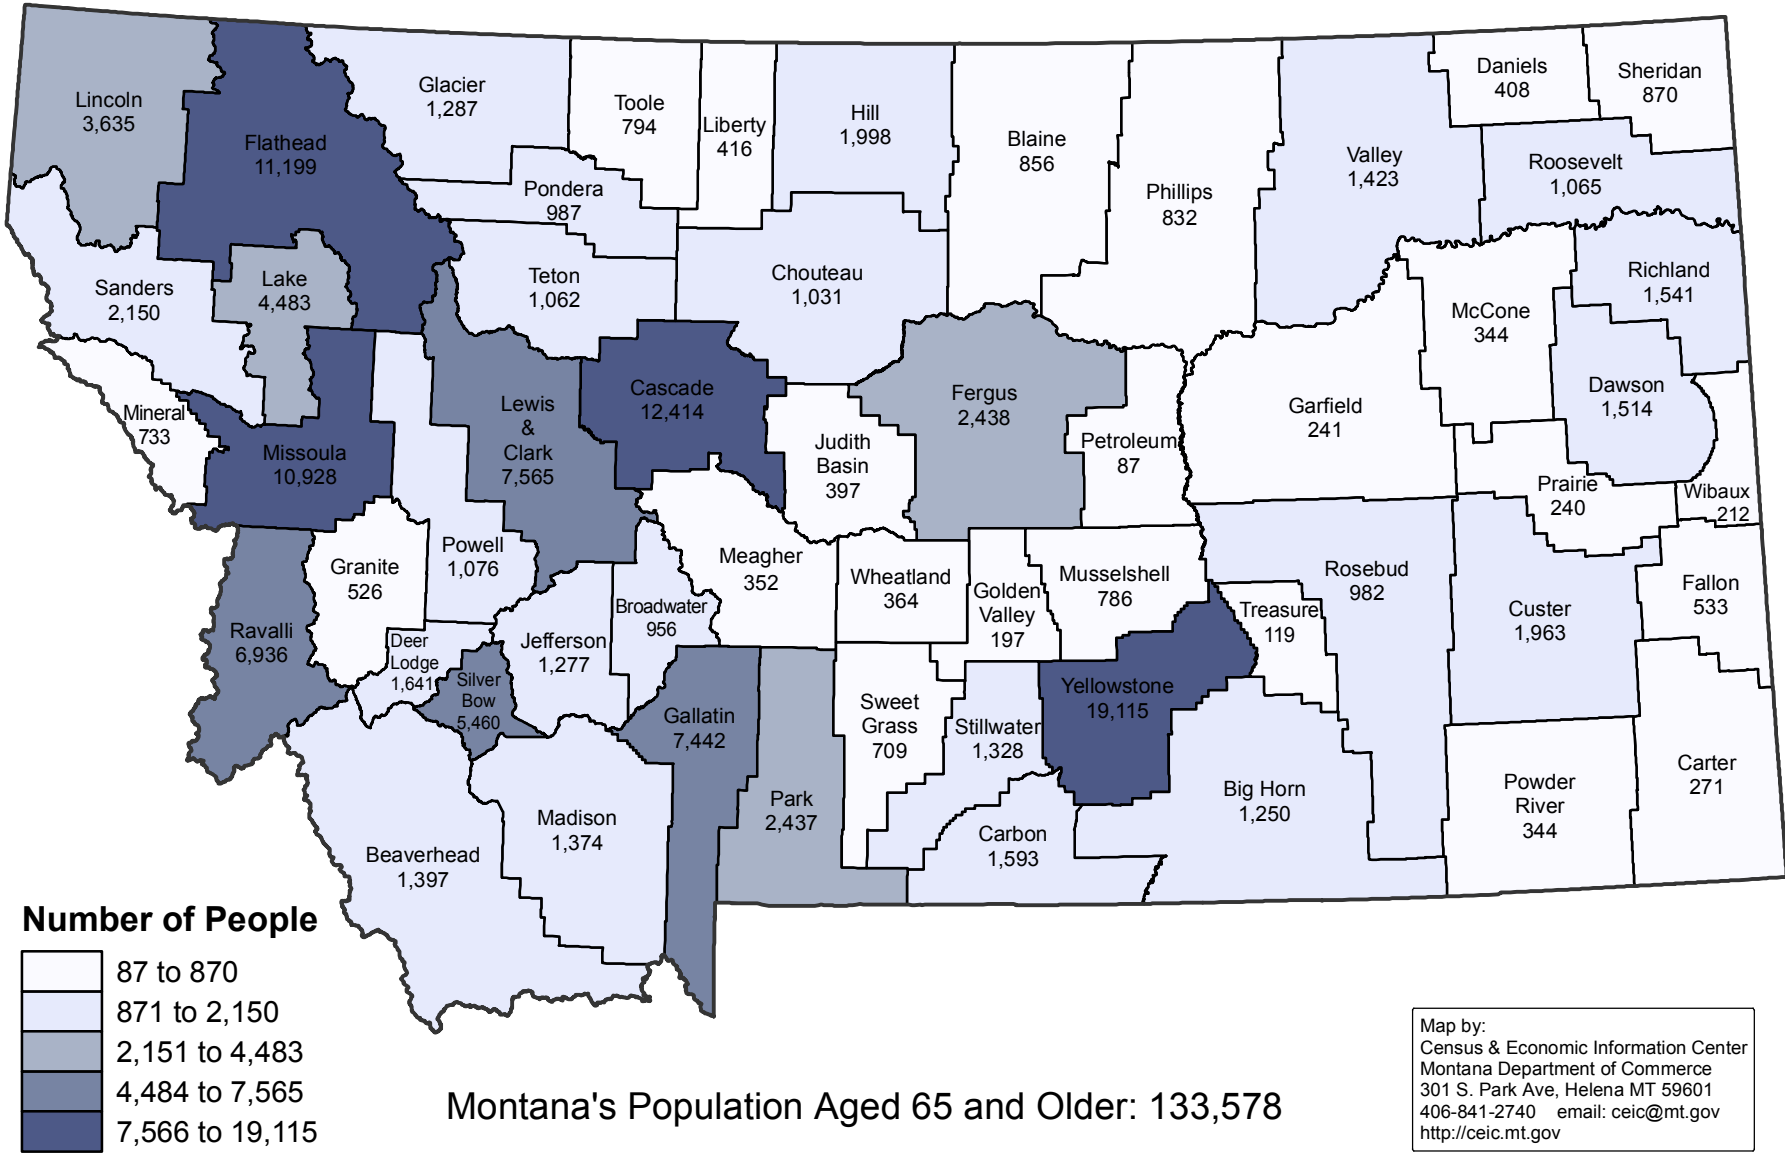 Lincoln
3,635
Flathead
11,199
Glacier
1,287
Toole
794
Liberty
416
Hill
1,998
Blaine
856
Phillips
832
Valley
1,423
Daniels
408
Sheridan
870
Roosevelt
1,065
Pondera
987
Teton
1,062
Chouteau
1,031
Sanders
2,150
Lake
4,483
Richland
1,541
McCone
344
Dawson
1,514
Mineral
733
Missoula
10,928
Lewis
&
Clark
7,565
Cascade
12,414
Judith
Basin
397
Fergus
2,438
Petroleum
87
Garfield
241
Prairie
240
Wibaux
212
Powell
1,076
Granite
526
Ravalli
6,936
Deer
Lodge
1,641
Silver
Bow
5,460
Jefferson
1,277
Broadwater
956
Meagher
352
Wheatland
364
Golden
Valley
197
Musselshell
786
Treasure
119
Rosebud
982
Custer
1,963
Fallon
533
Yellowstone
19,115
Gallatin
7,442
Park
2,437
Sweet
Grass
709
Stillwater
1,328
Carbon
1,593
Big Horn
1,250
Powder
River
344
Carter
271
Madison
1,374
Beaverhead
1,397
Number of People
87 to 870
871 to 2,150
2,151 to 4,483
4,484 to 7,565
7,566 to 19,115
Montana's Population Aged 65 and Older: 133,578
Map by:
Census & Economic Information Center
Montana Department of Commerce
301 S. Park Ave, Helena MT 59601
406-841-2740 email: ceic@mt.gov
http://ceic.mt.gov